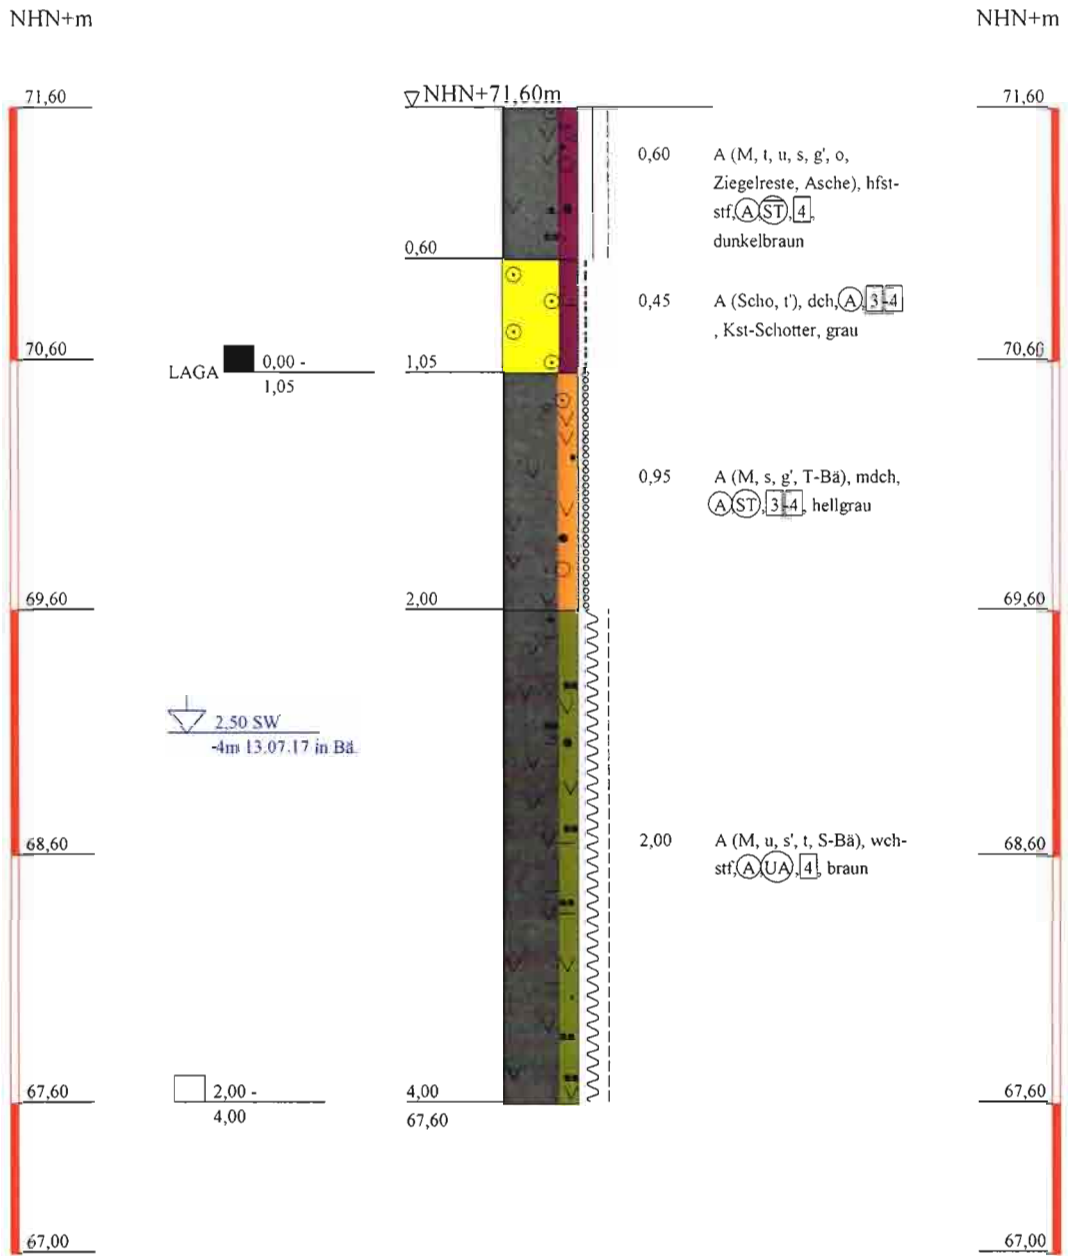 NHN+m
NHN+m
71,60
NHN+71,60m
71,60
0,60
A (M, t, u, s, g', o,
Ziegelreste, Asche), hfst-
stf, A ST, 4,
dunkelbraun
0,60
0,45
A (Scho, t'), dch, A, 3-4
, Kst-Schotter, grau
70,60
LAGA
0,00 -
1,05
1,05
70,60
0,95
A (M, s, g', T-Bä), mdch,
A ST, 3-4, hellgrau
69,60
2,00
69,60
2,50 SW
-4m 13.07.17 in Bä.
2,00
A (M, u, s', t, S-Bä), wch-
stf, A UA, 4, braun
68,60
68,60
67,60
2,00 -
4,00
4,00
67,60
67,60
67,00
67,00